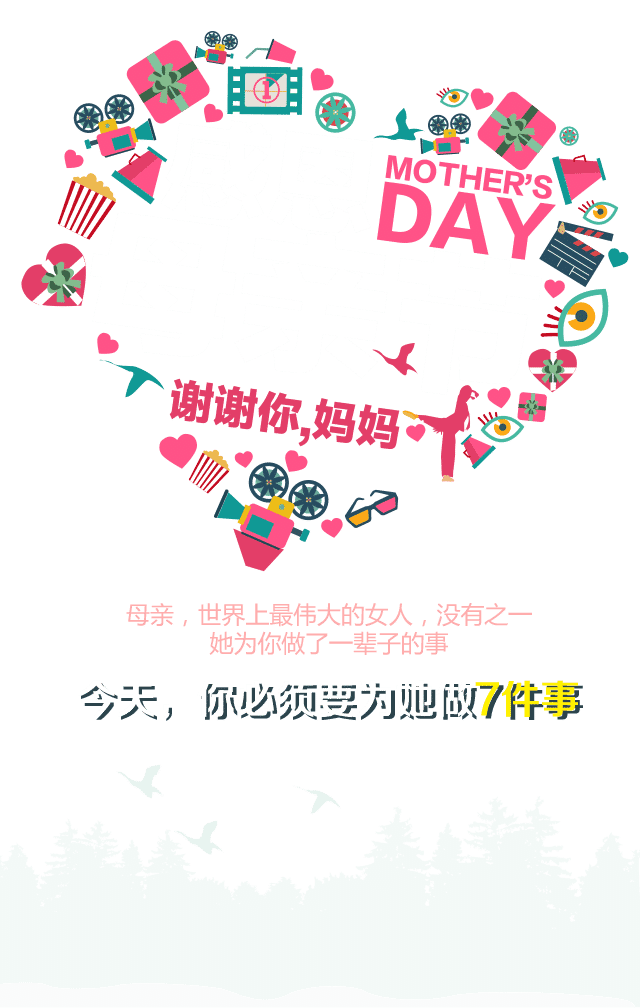 MOTHER'S
DAY
谢谢你,妈妈
母亲，世界上最伟大的女人，没有之一
她为你做了一辈子的事
今天，你必须要为她做7件事